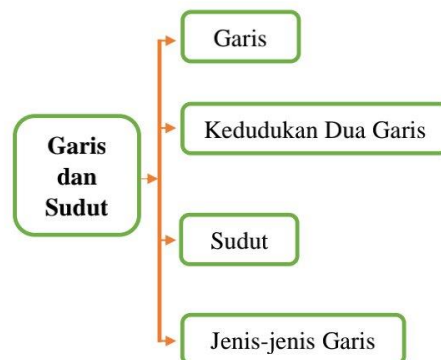 Garis
dan
Sudut
Garis
Kedudukan Dua Garis
Sudut
Jenis-jenis Garis